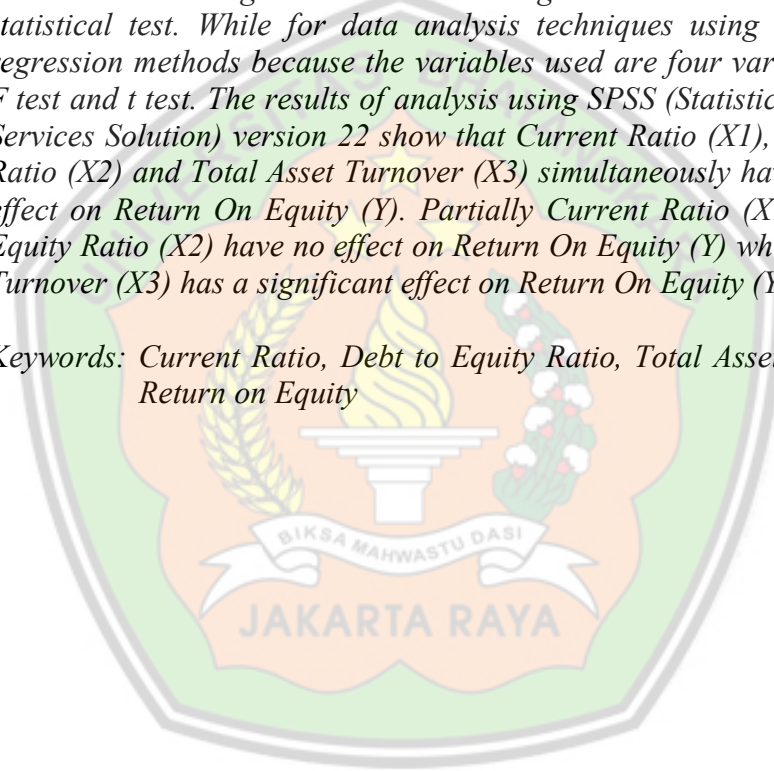 statistical test. While for data analysis techniques using
regression methods because the variables used are four var
F test and t test. The results of analysis using SPSS (Statistic
Services Solution) version 22 show that Current Ratio (X1),
Ratio (X2) and Total Asset Turnover (X3) simultaneously hav
effect on Return On Equity (Y). Partially Current Ratio (X
Equity Ratio (X2) have no effect on Return On Equity (Y) wh
Turnover (X3) has a significant effect on Return On Equity (Y
Keywords: Current Ratio, Debt to Equity Ratio, Total Asse
Return on Equity
BIKSA MAHWASTU DASI
JAKARTA RAYA